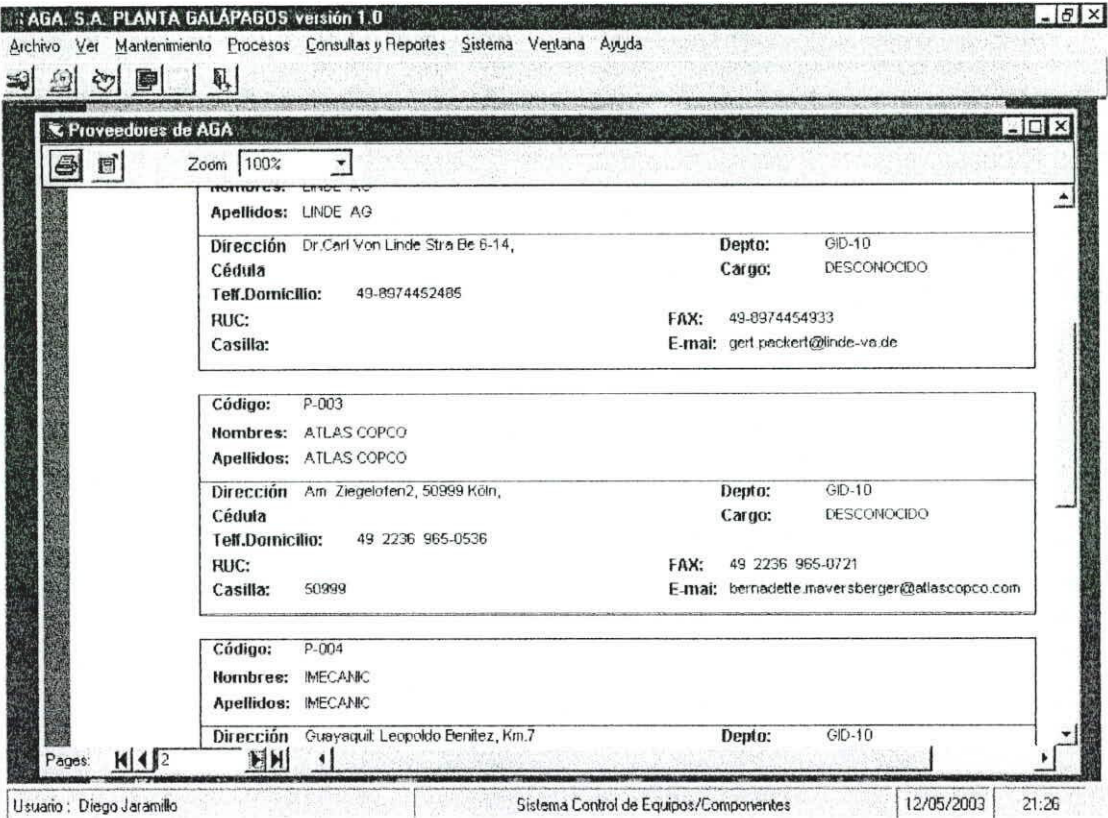 AGA. S.A. PLANTA GALÁPAGOS versión 1.0
Archivo Ver Mantenimiento Procesos Consultas y Reportes Sistema Ventana Ayuda
Proveedores de AGA
Zoom 100%
Nombres: LINDE AG
Apellidos: LINDE AG
Dirección Dr.Carl Von Linde Stra Be 6-14, Depto: GID-10
Cédula Cargo: DESCONOCIDO
Telf.Domicilio: 49-8974452485
RUC: FAX: 49-8974454933
Casilla: E-mai: gert.packert@linde-va.de
Código: P-003
Nombres: ATLAS COPCO
Apellidos: ATLAS COPCO
Dirección Am Ziegelofen2, 50999 Köln, Depto: GID-10
Cédula Cargo: DESCONOCIDO
Telf.Domicilio: 49 2236 965-0536
RUC: FAX: 49 2236 965-0721
Casilla: 50999 E-mai: bernadette.mayersberger@atlascopco.com
Código: P-004
Nombres: IMECANIC
Apellidos: IMECANIC
Dirección Guayaquil: Leopoldo Benitez, Km.7 Depto: GID-10
Pages: 2
Usuario : Diego Jaramillo Sistema Control de Equipos/Componentes 12/05/2003 21:26